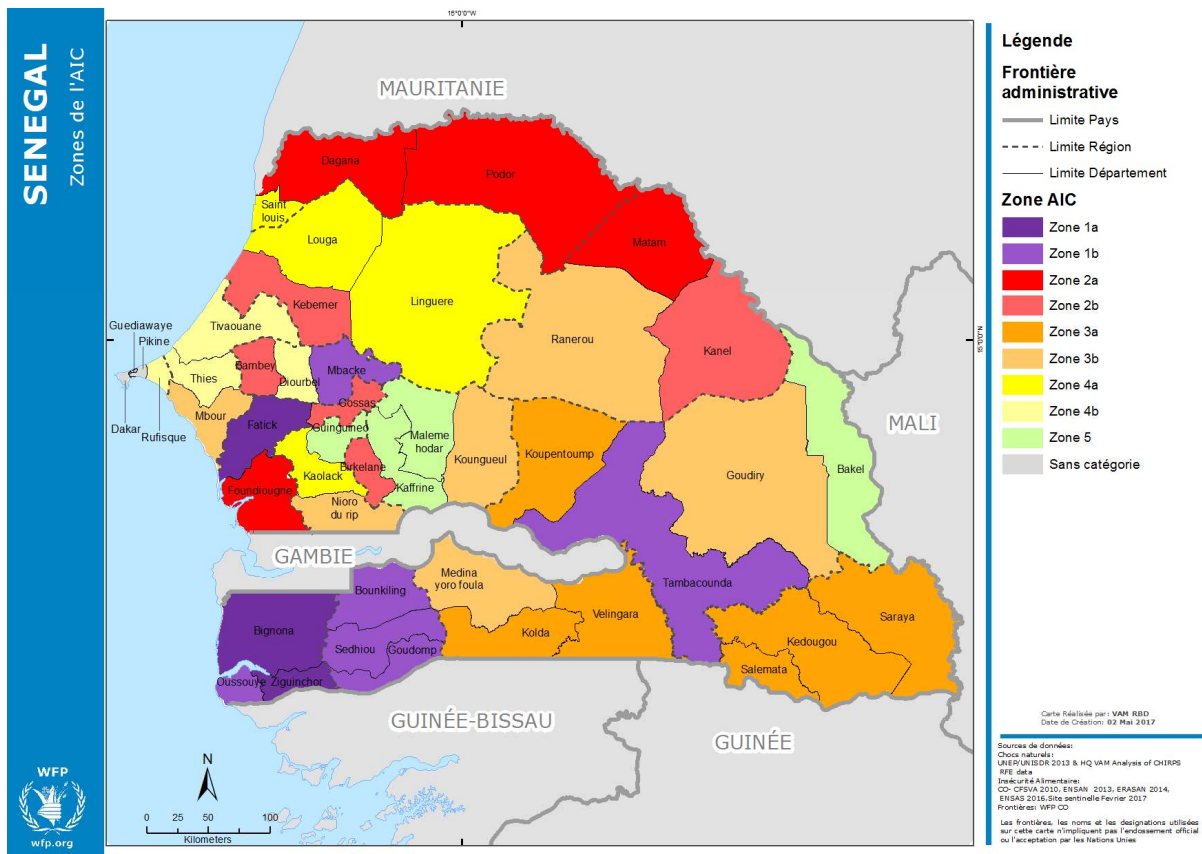 SENEGAL
Zones de l'AIC
WFP
wfp.org
15°0'0"W
15°0'0"N
MAURITANIE
MALI
GAMBIE
GUINÉE-BISSAU
GUINÉE
Dagana
Podor
Saint
louis
Louga
Matam
Linguere
Kebemer
Ranerou
Kanel
Tivaouane
Guediawaye
Pikine
Thies
Bambey
Diourbel
Mbacke
Gossas
Mbour
Fatick
Guinguineo
Maleme
hodar
Dakar
Rufisque
Koungueul
Koupentoump
Goudiry
Bakel
Kaolack
Birkelane
Kaffrine
Foundiougne
Nioro
du rip
Medina
yoro foula
Tambacounda
Bounkiling
Velingara
Saraya
Bignona
Kolda
Kedougou
Sedhiou
Goudomp
Salemata
Oussouye
Ziguinchor
N
0 25 50 100
Kilometers
Légende
Frontière
administrative
Limite Pays
Limite Région
Limite Département
Zone AIC
Zone 1a
Zone 1b
Zone 2a
Zone 2b
Zone 3a
Zone 3b
Zone 4a
Zone 4b
Zone 5
Sans catégorie
Carte Réalisée par: VAM RBD
Date de Création: 02 Mai 2017
Sources de données:
Chocs naturels:
UNEP/UNISDR 2013 & HQ VAM Analysis of CHIRPS
RFE data
Insécurité Alimentaire:
CO- CFSVA 2010, ENSAN 2013, ERASAN 2014,
ENSAS 2016,Site sentinelle Fevrier 2017
Frontières: WFP CO
Les frontières, les noms et les designations utilisées
sur cette carte n'impliquent pas l'endossement official
ou l'acceptation par les Nations Unies